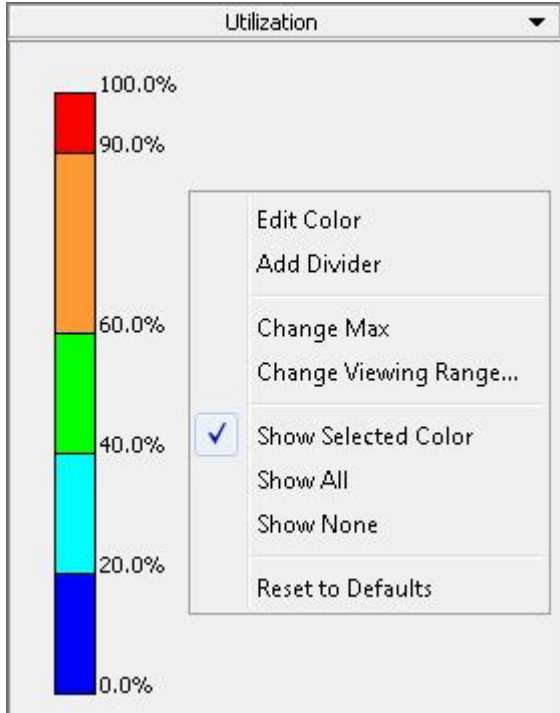 Utilization
100.0%
90.0%
60.0%
40.0%
20.0%
0.0%
Edit Color
Add Divider
Change Max
Change Viewing Range...
Show Selected Color
Show All
Show None
Reset to Defaults